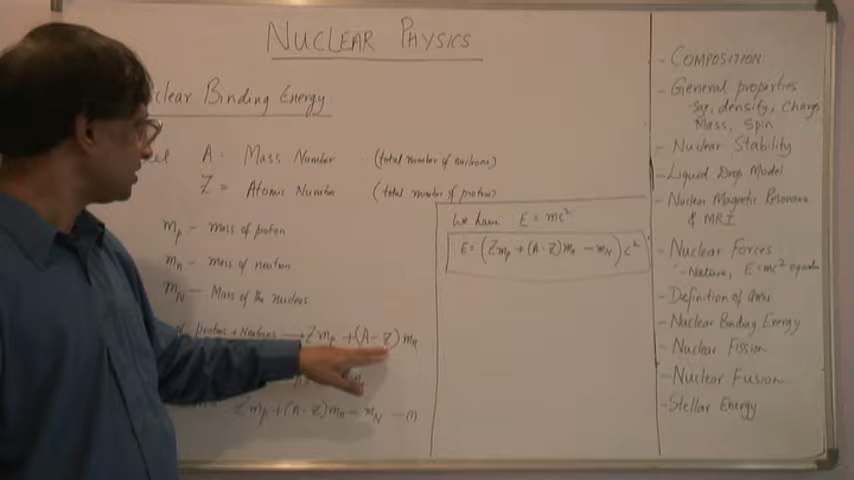 NUCLEAR PHYSICS
clear Binding Energy
A = Mass Number (total number of nucleons)
Z = Atomic Number (total number of protons)
mp - mass of proton
mn - mass of neutron
mN - Mass of the nucleus
of protons + Neutrons → Zmp + (A-Z) mn
Zmp + (A-Z) mn - mN - (1)
We have E = mc²
E = (Zmp + (A-Z)mn - mN) c²
- COMPOSITION
- General properties
- Size, density, Charge
Mass, Spin
- Nuclear Stability
- Liquid Drop Model
- Nuclear Magnetic Resonance
& MRI
- Nuclear Forces
- Nature, E=mc²
- Definition of amu
- Nuclear Binding Energy
- Nuclear Fission
- Nuclear Fusion
- Stellar Energy